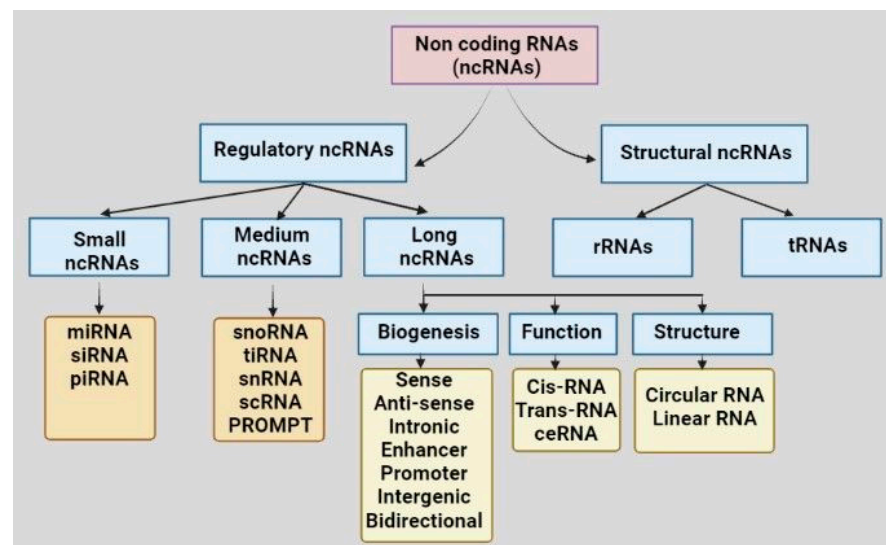 Non coding RNAs
(ncRNAs)
Regulatory ncRNAs
Structural ncRNAs
Small
ncRNAs
Medium
ncRNAs
Long
ncRNAs
rRNAs
tRNAs
miRNA
siRNA
piRNA
snoRNA
tiRNA
snRNA
scRNA
PROMPT
Biogenesis
Function
Structure
Sense
Anti-sense
Intronic
Enhancer
Promoter
Intergenic
Bidirectional
Cis-RNA
Trans-RNA
ceRNA
Circular RNA
Linear RNA